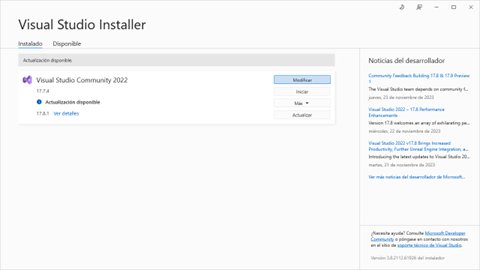 Visual Studio Installer
Instalado Disponible
Actualización disponible
Visual Studio Community 2022
17.7.4
Actualización disponible
17.8.1 Ver detalles
Modificar
Iniciar
Más
Actualizar
Noticias del desarrollador
Community Feedback Building 17.8 & 17.8 Preview
1
The Visual Studio team depends on community f...
jueves, 23 de noviembre de 2023
Visual Studio 2022 – 17.8 Performance
Enhancements
Version 17.8 welcomes an array of exhilarating pe...
miércoles, 22 de noviembre de 2023
Visual Studio 2022 v17.8 Brings Increased
Productivity, Further Unreal Engine Integration, a...
Introducing the latest updates to Visual Studio 20...
martes, 21 de noviembre de 2023
Ver más noticias del desarrollador de Microsoft...
¿Necesita ayuda? Consulte Microsoft Developer
Community o póngase en contacto con nosotros
en el sitio de soporte técnico de Visual Studio.
Versión 3.8.2112.61926 del instalador